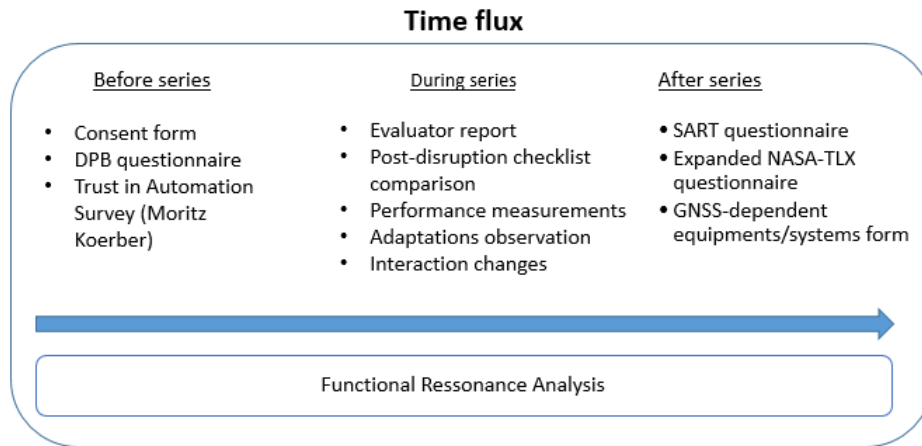 Time flux
Before series
• Consent form
• DPB questionnaire
• Trust in Automation
Survey (Moritz
Koerber)
During series
• Evaluator report
• Post-disruption checklist
comparison
• Performance measurements
• Adaptations observation
• Interaction changes
After series
• SART questionnaire
• Expanded NASA-TLX
questionnaire
• GNSS-dependent
equipments/systems form
Functional Ressonance Analysis